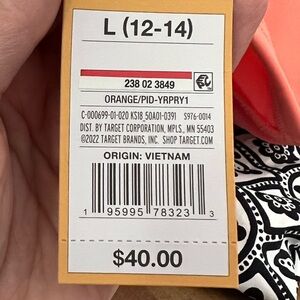 L (12-14)
238 02 3849
ORANGE/PID-YRPRY1
C-000699-01-020 KS18_50A01-0391 S976-0014
DIST. BY TARGET CORPORATION, MPLS, MN 55403
©2022 TARGET BRANDS, INC. SHOP TARGET.COM
ORIGIN: VIETNAM
1 95995 78323 3
$40.00